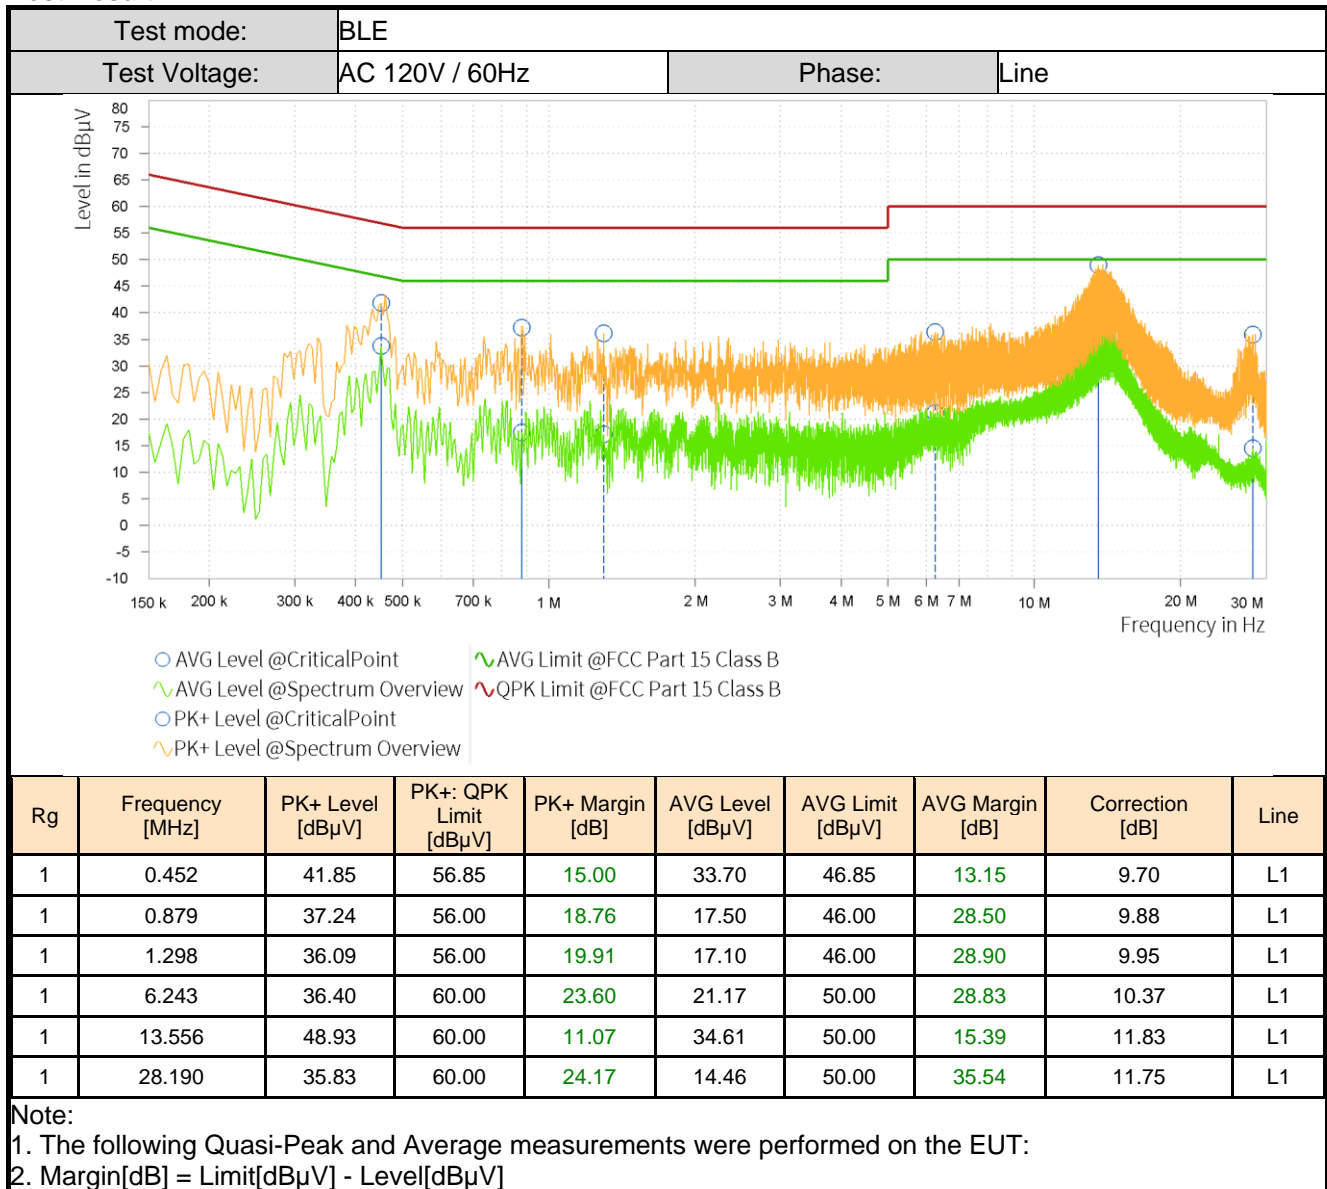 Test mode: BLE
Test Voltage: AC 120V / 60Hz Phase: Line
Level in dBµV
80
75
70
65
60
55
50
45
40
35
30
25
20
15
10
5
0
-5
-10
150 k 200 k 300 k 400 k 500 k 700 k 1 M 2 M 3 M 4 M 5 M 6 M 7 M 10 M 20 M 30 M
Frequency in Hz
AVG Level @CriticalPoint AVG Limit @FCC Part 15 Class B
AVG Level @Spectrum Overview QPK Limit @FCC Part 15 Class B
PK+ Level @CriticalPoint
PK+ Level @Spectrum Overview
Rg Frequency [MHz] PK+ Level [dBµV] PK+: QPK Limit [dBµV] PK+ Margin [dB] AVG Level [dBµV] AVG Limit [dBµV] AVG Margin [dB] Correction [dB] Line
1 0.452 41.85 56.85 15.00 33.70 46.85 13.15 9.70 L1
1 0.879 37.24 56.00 18.76 17.50 46.00 28.50 9.88 L1
1 1.298 36.09 56.00 19.91 17.10 46.00 28.90 9.95 L1
1 6.243 36.40 60.00 23.60 21.17 50.00 28.83 10.37 L1
1 13.556 48.93 60.00 11.07 34.61 50.00 15.39 11.83 L1
1 28.190 35.83 60.00 24.17 14.46 50.00 35.54 11.75 L1
Note:
1. The following Quasi-Peak and Average measurements were performed on the EUT:
2. Margin[dB] = Limit[dBµV] - Level[dBµV]